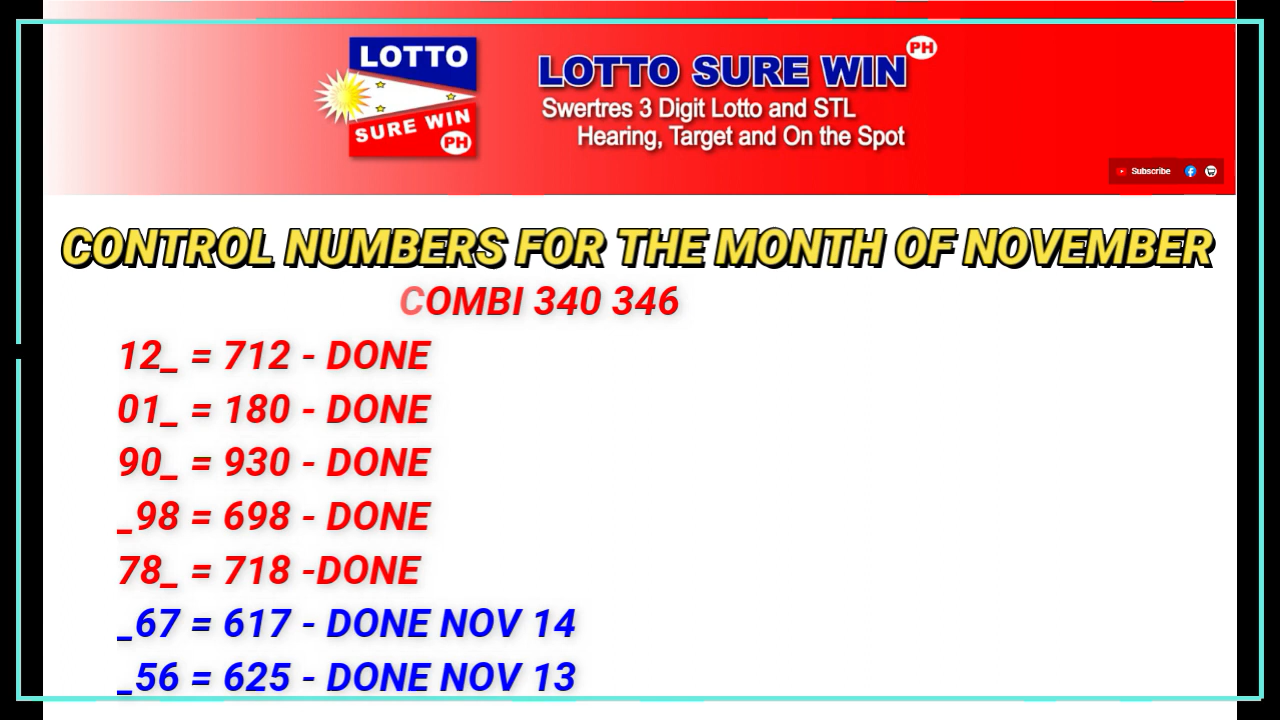 LOTTO
SURE WIN
PH
LOTTO SURE WIN PH
Swertres 3 Digit Lotto and STL
Hearing, Target and On the Spot
Subscribe
CONTROL NUMBERS FOR THE MONTH OF NOVEMBER
COMBI 340 346
12_ = 712 - DONE
01_ = 180 - DONE
90_ = 930 - DONE
_98 = 698 - DONE
78_ = 718 -DONE
_67 = 617 - DONE NOV 14
_56 = 625 - DONE NOV 13